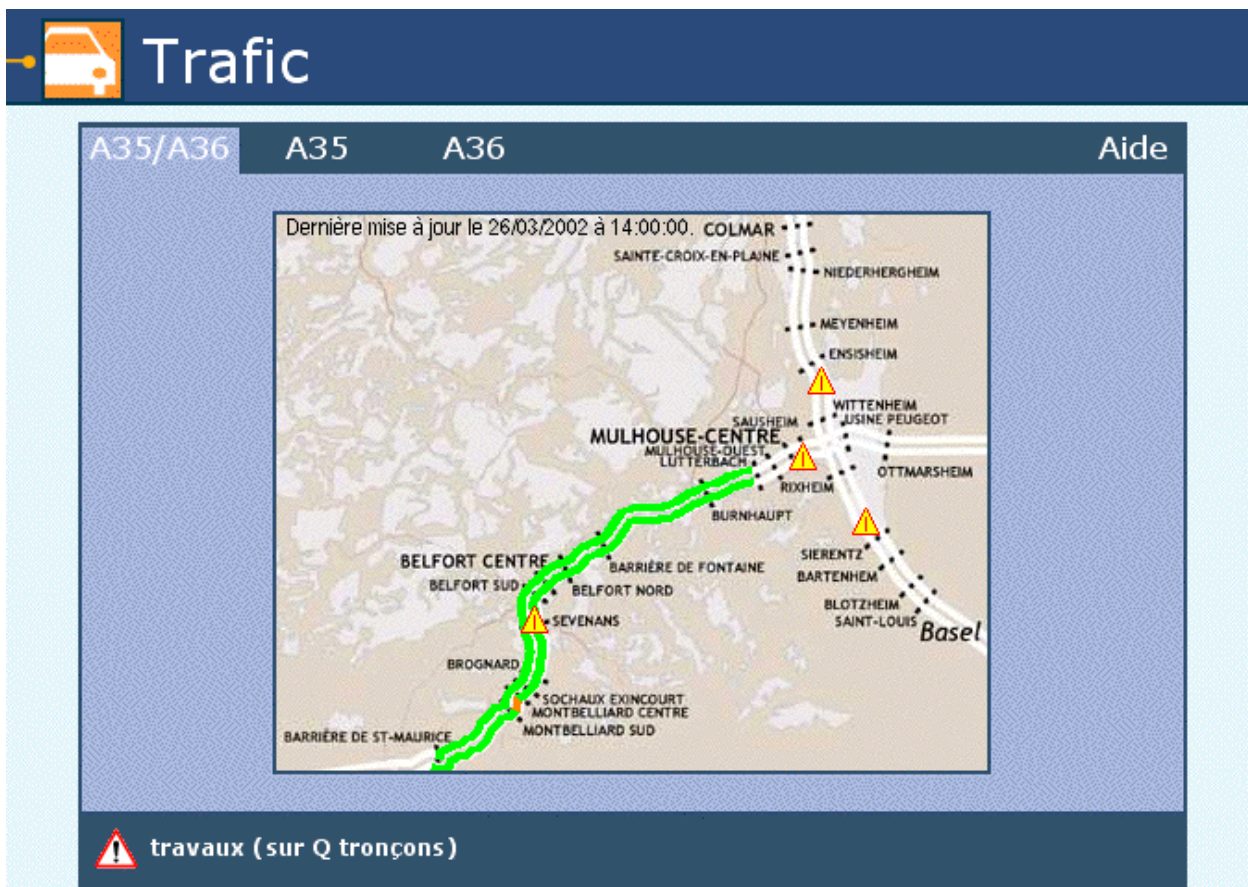 Trafic
A35/A36 A35 A36 Aide
Dernière mise à jour le 26/03/2002 à 14:00:00.
COLMAR
SAINTE-CROIX-EN-PLAINE
NIEDERHERGHEIM
MEYENHEIM
ENSISHEIM
WITTENHEIM
SAUSHEIM
USINE PEUGEOT
MULHOUSE-CENTRE
MULHOUSE-OUEST
LUTTERBACH
OTTMARSHEIM
RIXHEIM
BURNHAUPT
SIERENTZ
BELFORT CENTRE
BARRIÈRE DE FONTAINE
BARTENHEM
BELFORT SUD
BELFORT NORD
BLOTZHEIM
SEVENANS
SAINT-LOUIS
Basel
BROGNARD
SOCHAUX EXINCOURT
MONTBELLIARD CENTRE
MONTBELLIARD SUD
BARRIÈRE DE ST-MAURICE
travaux (sur Q tronçons)